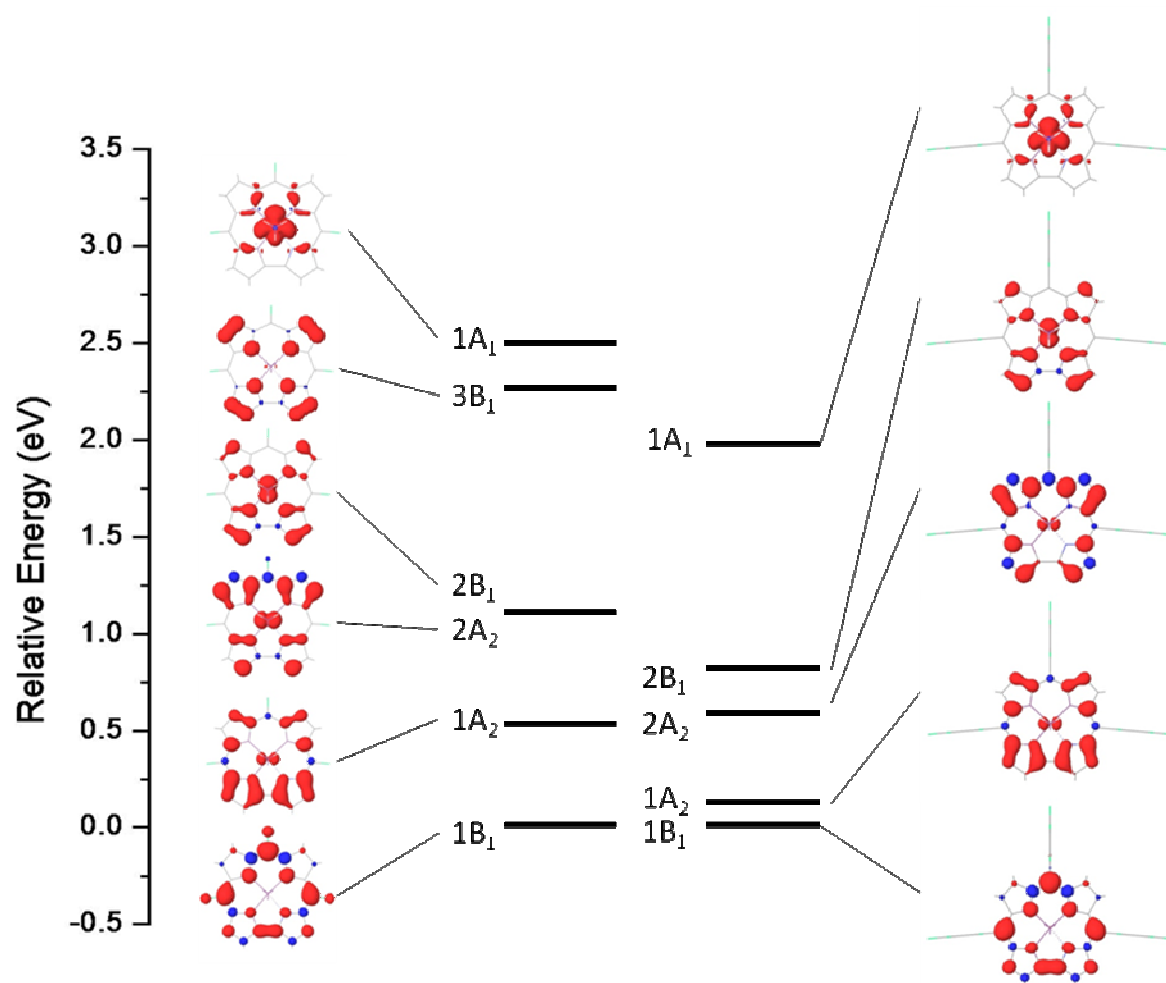 Relative Energy (eV)
3.5
3.0
2.5
2.0
1.5
1.0
0.5
0.0
-0.5
1A₁
3B₁
2B₁
2A₂
1A₂
1B₁
1A₁
2B₁
2A₂
1A₂
1B₁